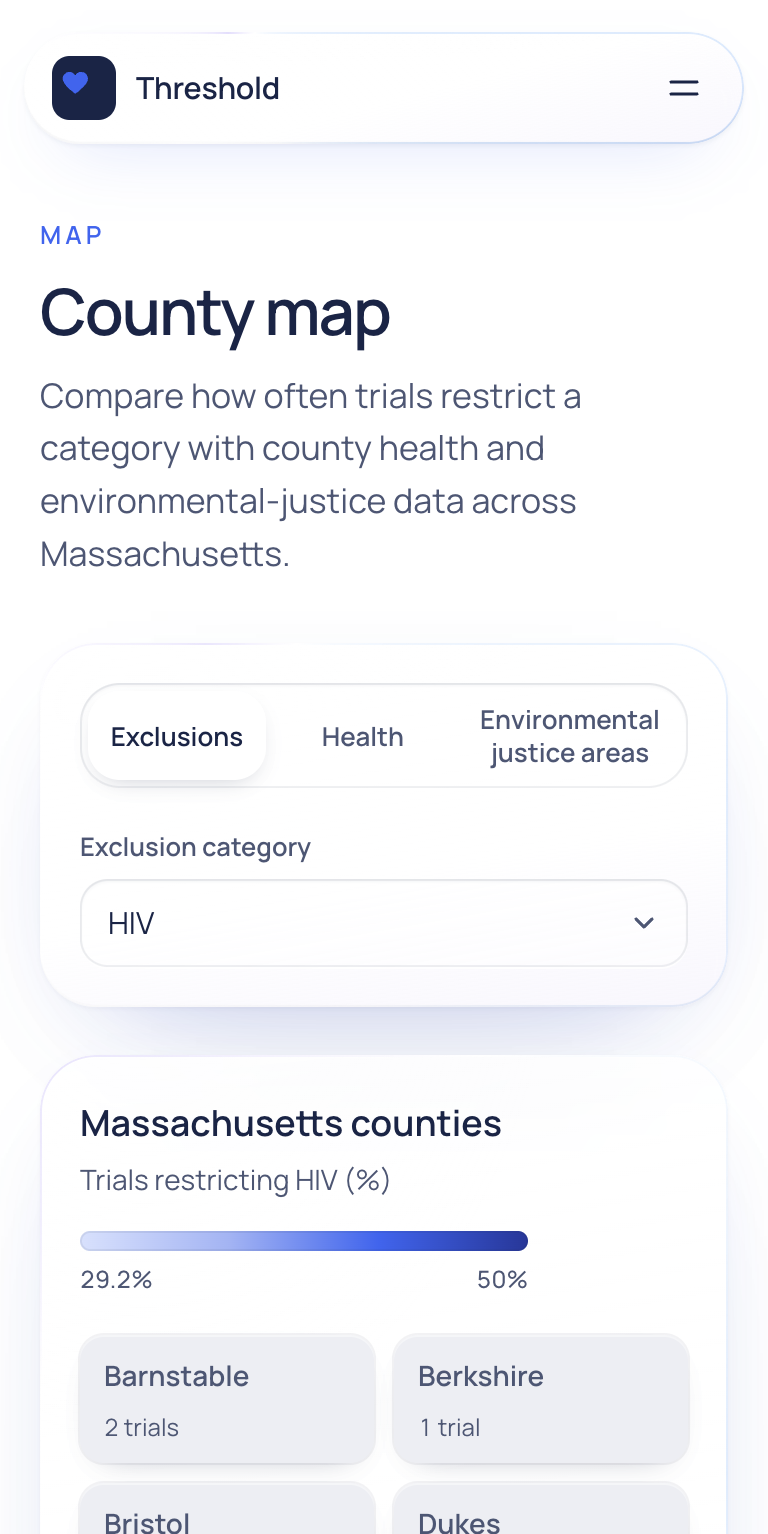 Threshold
MAP
County map
Compare how often trials restrict a
category with county health and
environmental-justice data across
Massachusetts.
Exclusions
Health
Environmental
justice areas
Exclusion category
HIV
Massachusetts counties
Trials restricting HIV (%)
29.2%
50%
Barnstable
2 trials
Berkshire
1 trial
Bristol
Dukes